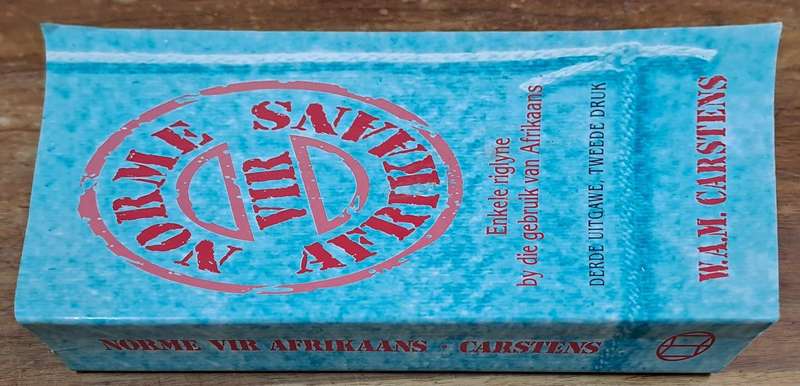 NORME
VIR
AFRIKAANS
Enkele riglyne
by die gebruik van Afrikaans
DERDE UITGAWE, TWEEDE DRUK
W.A.M. CARSTENS
NORME VIR AFRIKAANS - CARSTENS